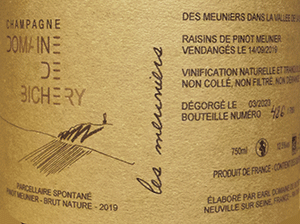 CHAMPAGNE
DOMAINE
DE
BICHERY
PARCELLAIRE SPONTANÉ
PINOT MEUNIER - BRUT NATURE - 2019
les meuniers
DES MEUNIERS DANS LA VALLÉE DE
RAISINS DE PINOT MEUNIER
VENDANGÉS LE 14/09/2019
VINIFICATION NATURELLE ET
NON COLLÉ, NON FILTRÉ, NON
DÉGORGÉ LE 03/2023
BOUTEILLE NUMÉRO
750ml
PRODUIT DE FRANCE -
ÉLABORÉ PAR EARL DOMAINE
NEUVILLE SUR SEINE, FRANCE